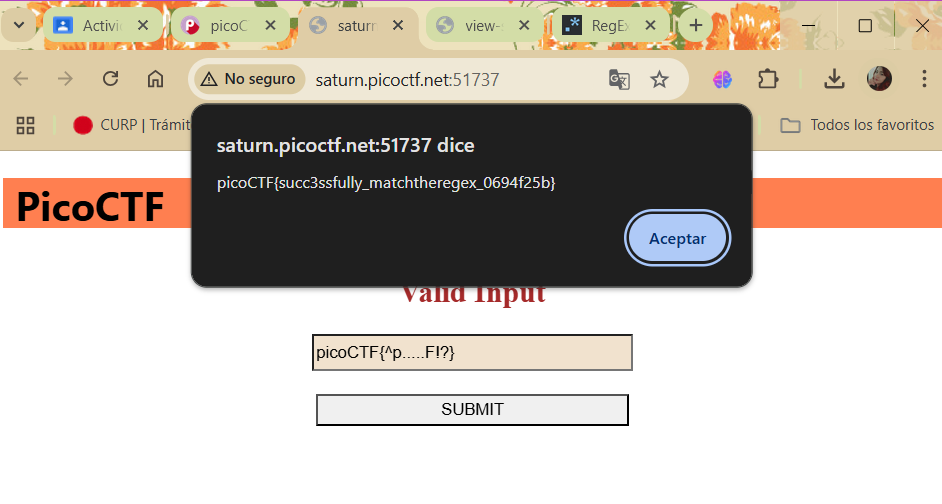 Activi
picoC
saturn
view-s
RegEx
No seguro
saturn.picoctf.net:51737
CURP | Trámit
Todos los favoritos
saturn.picoctf.net:51737 dice
picoCTF{succ3ssfully_matchtheregex_0694f25b}
Aceptar
PicoCTF
Valid Input
picoCTF{^p.....F!?}
SUBMIT